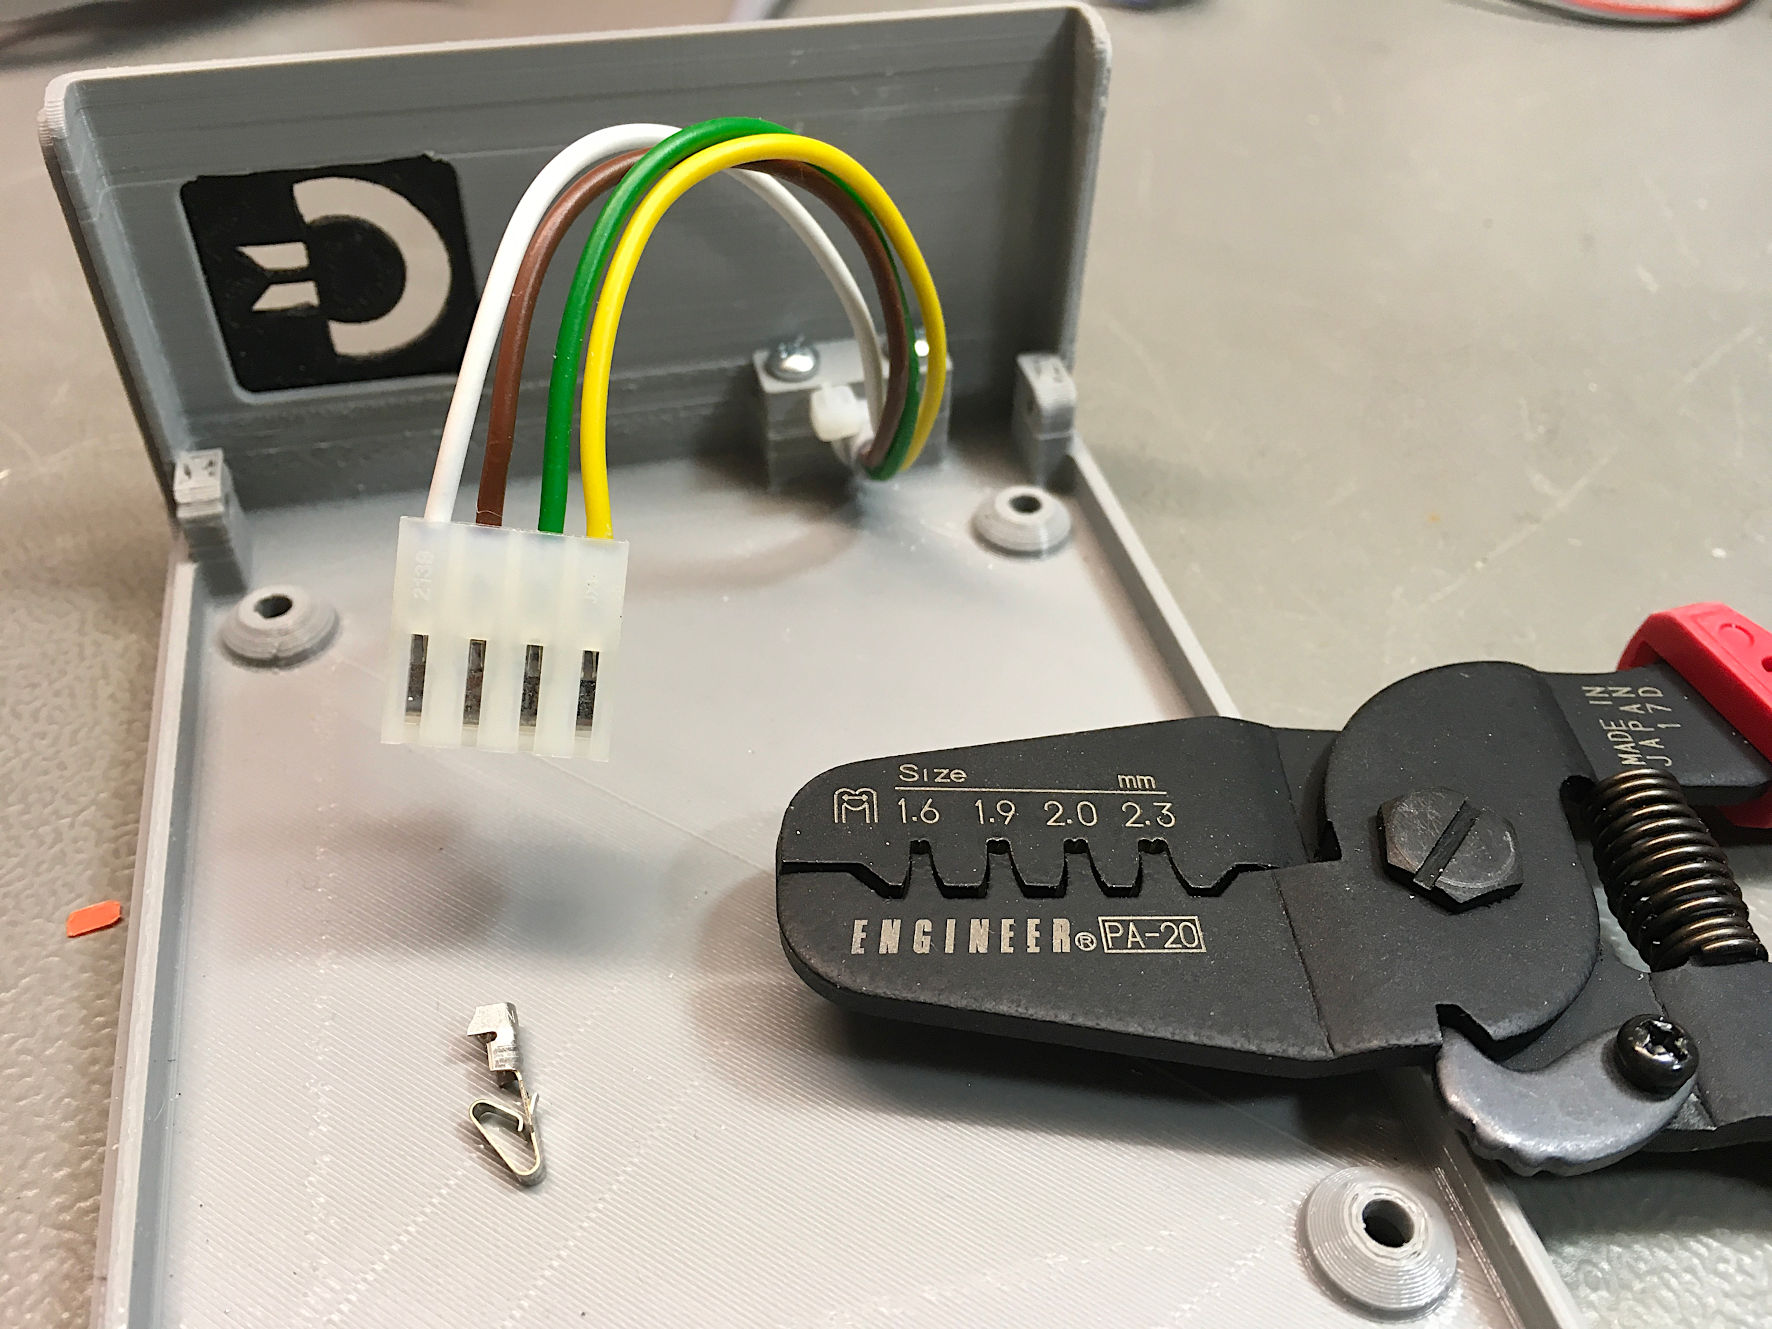 2139
Size mm
1.6 1.9 2.0 2.3
ENGINEER® PA-20
MADE IN
JAPAN
J 17D